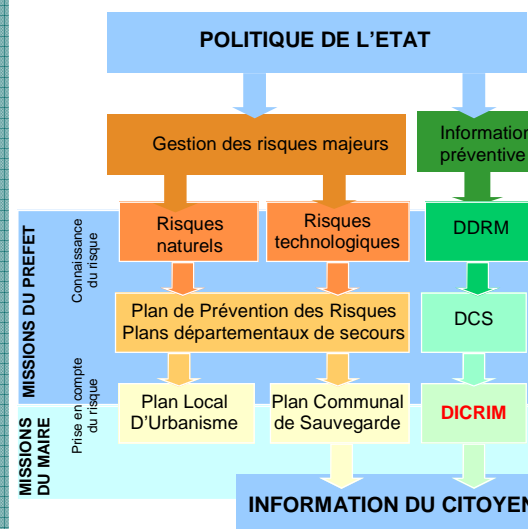 POLITIQUE DE L'ETAT
Gestion des risques majeurs
Information
préventive
MISSIONS DU PREFET
Connaissance
du risque
Risques
naturels
Risques
technologiques
DDRM
Plan de Prévention des Risques
Plans départementaux de secours
DCS
MISSIONS
DU MAIRE
Prise en compte
du risque
Plan Local
D'Urbanisme
Plan Communal
de Sauvegarde
DICRIM
INFORMATION DU CITOYEN